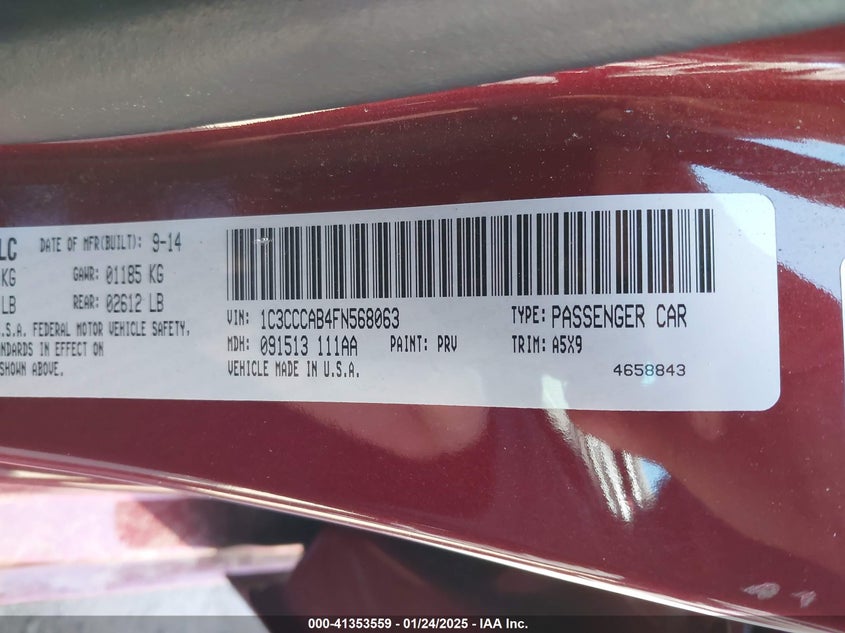 LC DATE OF MFR(BUILT): 9-14
KG GAWR: 01185 KG
LB REAR: 02612 LB
U.S.A. FEDERAL MOTOR VEHICLE SAFETY,
STANDARDS IN EFFECT ON
SHOWN ABOVE.
VIN: 1C3CCCAB4FN568063 TYPE: PASSENGER CAR
MDH: 091513 111AA PAINT: PRV TRIM: A5X9
VEHICLE MADE IN U.S.A. 4658843
000-41353559 - 01/24/2025 - IAA Inc.